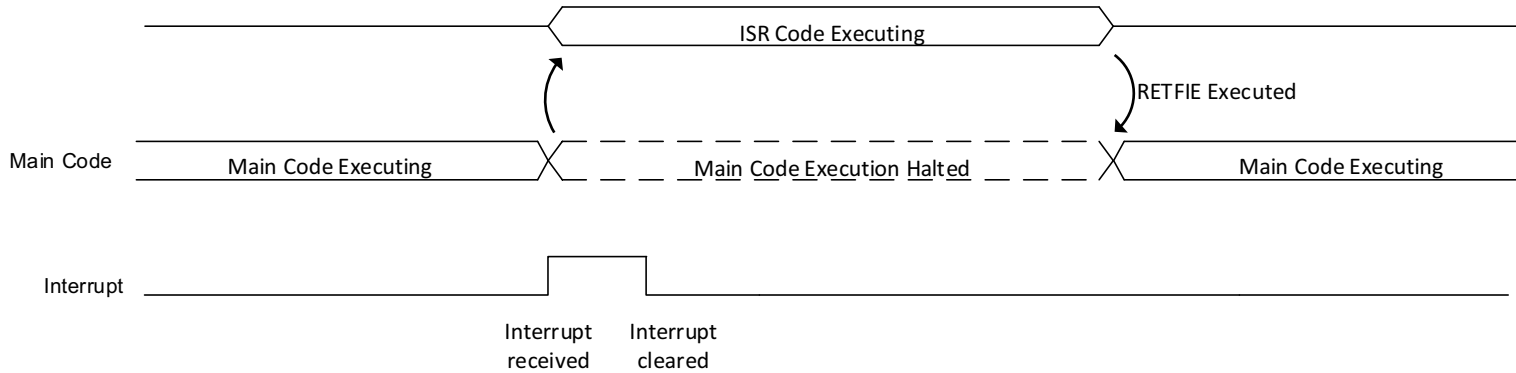 ISR Code Executing
RETFIE Executed
Main Code
Main Code Executing
Main Code Execution Halted
Main Code Executing
Interrupt
Interrupt
received
Interrupt
cleared